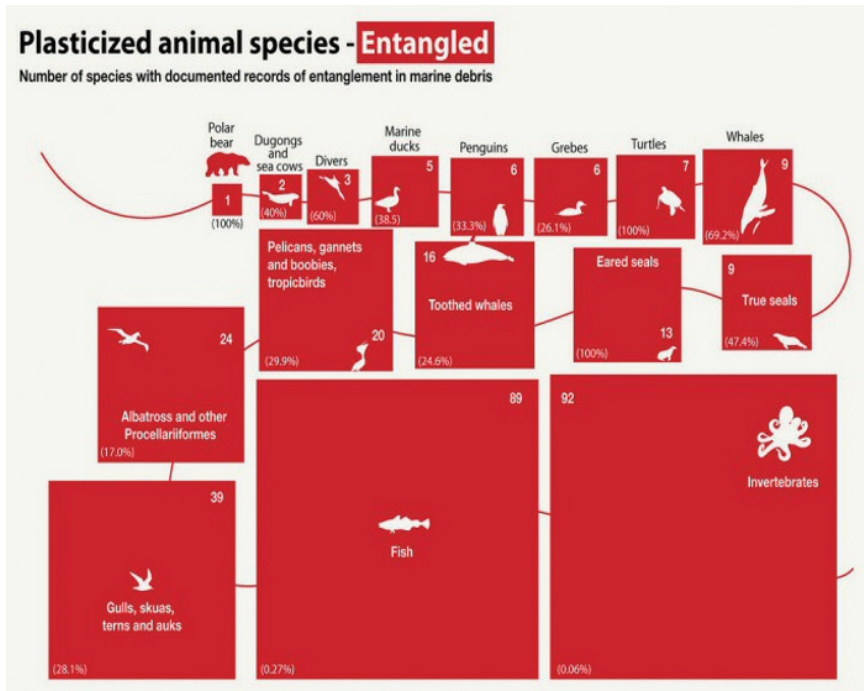 Plasticized animal species - Entangled
Number of species with documented records of entanglement in marine debris
Polar
bear
1
(100%)
Dugongs
and
sea cows
2
(40%)
Divers
3
(60%)
Marine
ducks
5
(38.5)
Penguins
6
(33.3%)
Grebes
6
(26.1%)
Turtles
7
(100%)
Whales
9
(69.2%)
9
True seals
(47.4%)
Eared seals
13
(100%)
16
Toothed whales
(24.6%)
Pelicans, gannets
and boobies,
tropicbirds
20
(29.9%)
24
Albatross and other
Procellariiformes
(17.0%)
39
Gulls, skuas,
terns and auks
(28.1%)
89
Fish
(0.27%)
92
Invertebrates
(0.06%)